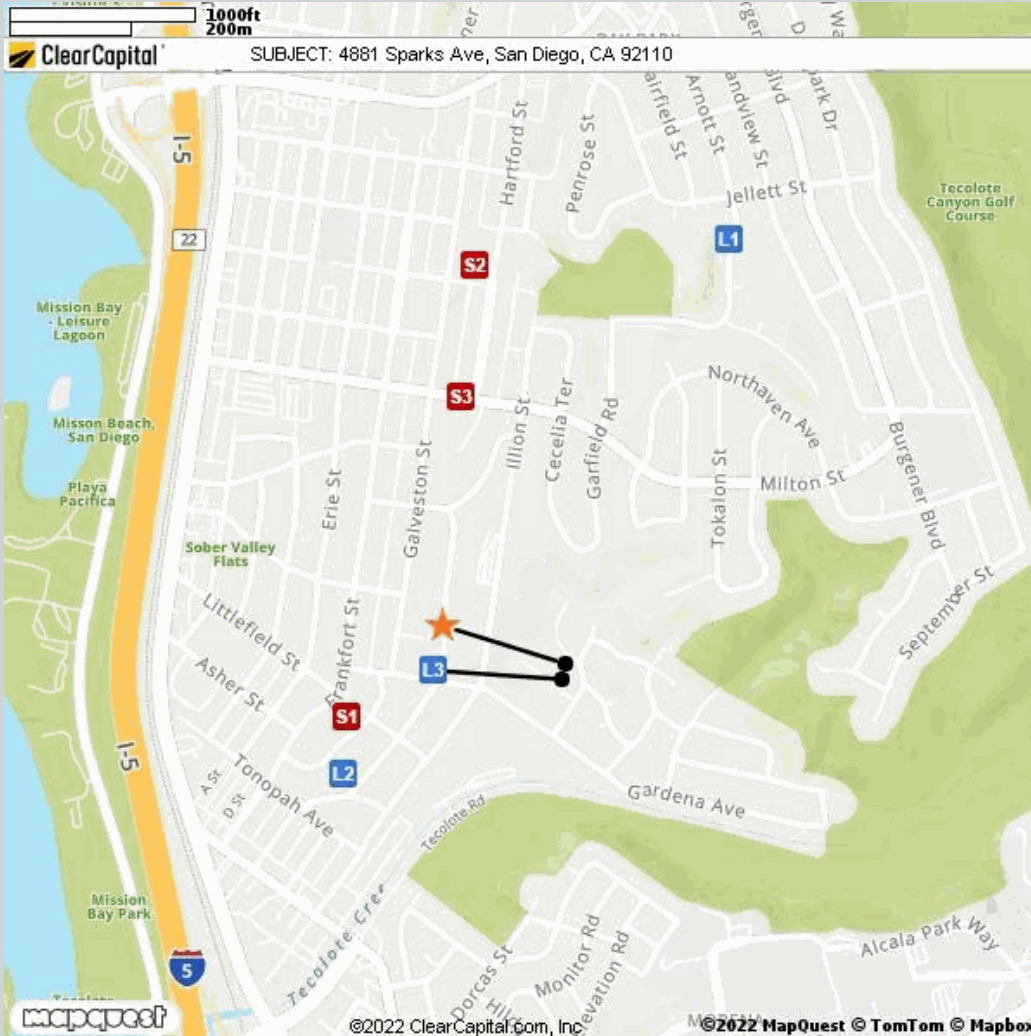 1000ft
200m
ClearCapital
SUBJECT: 4881 Sparks Ave, San Diego, CA 92110
I-5
22
Hartford St
Penrose St
Arnott St
Jellett St
Tecolote
Canyon Golf
Course
L1
S2
Mission Bay
- Leisure
Lagoon
S3
Northaven Ave
Misson Beach,
San Diego
Illion St
Cecelia Ter
Garfield Rd
Burgener Blvd
Galveston St
Erie St
Tokalon St
Milton St
Playa
Pacifica
Sober Valley
Flats
September St
Littlefield St
Frankfort St
L3
Asher St
S1
I-5
L2
A St
D St
Tonopah Ave
Tecolote Rd
Gardena Ave
Mission
Bay Park
Tecolote Cree
Dorcas St
Monitor Rd
Alcala Park Way
5
mapquest
©2022 ClearCapital.com, Inc
©2022 MapQuest © TomTom © Mapbo